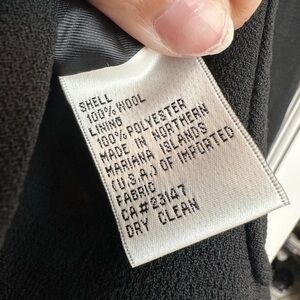 SHELL
100% WOOL
LINING
100% POLYESTER
MADE IN NORTHERN
MARIANA ISLANDS
(U.S.A.) OF IMPORTED
FABRIC
CA#23147
DRY CLEAN